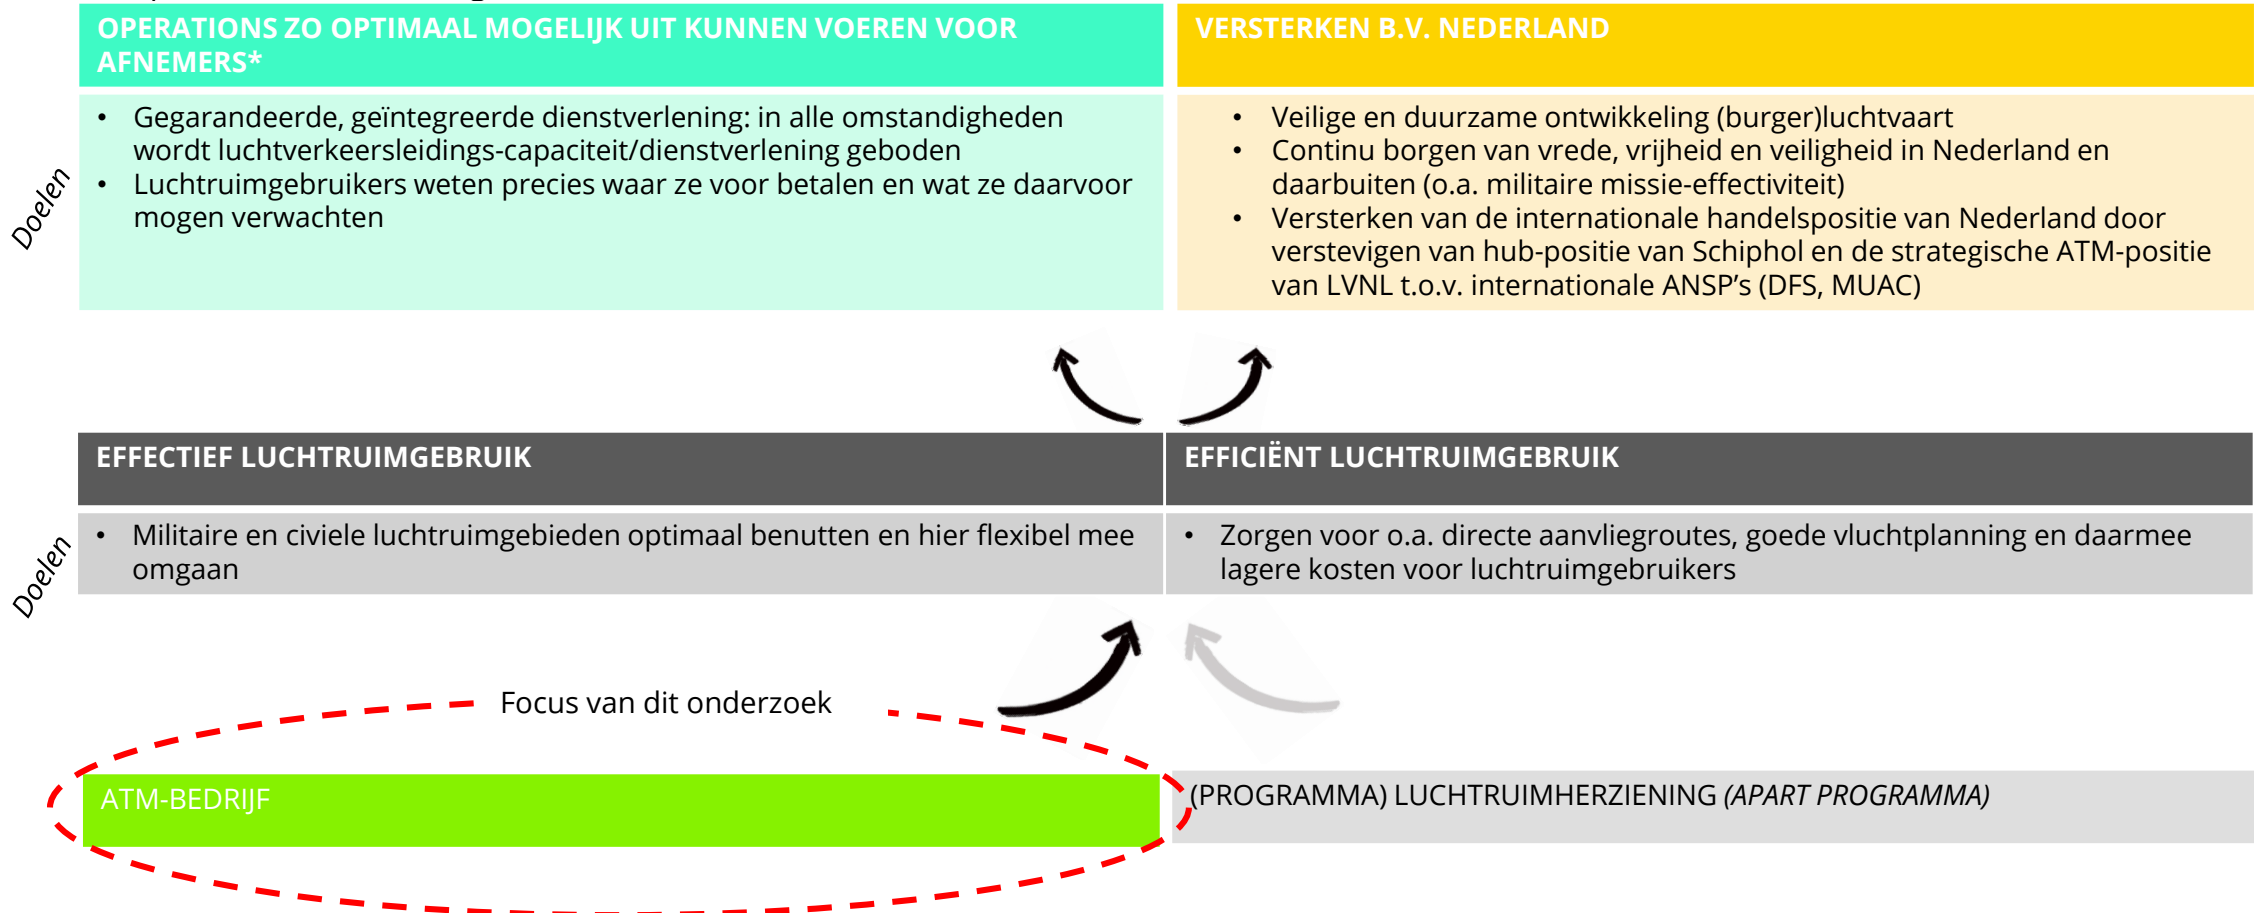 OPERATIONS ZO OPTIMAAL MOGELIJK UIT KUNNEN VOEREN VOOR
AFNEMERS*
VERSTERKEN B.V. NEDERLAND
Doelen
• Gegarandeerde, geïntegreerde dienstverlening: in alle omstandigheden
wordt luchtverkeersleidings-capaciteit/dienstverlening geboden
• Luchtruimgebruikers weten precies waar ze voor betalen en wat ze daarvoor
mogen verwachten
• Veilige en duurzame ontwikkeling (burger)luchtvaart
• Continu borgen van vrede, vrijheid en veiligheid in Nederland en
daarbuiten (o.a. militaire missie-effectiviteit)
• Versterken van de internationale handelspositie van Nederland door
verstevigen van hub-positie van Schiphol en de strategische ATM-positie
van LVNL t.o.v. internationale ANSP’s (DFS, MUAC)
EFFECTIEF LUCHTRUIMGEBRUIK
EFFICIËNT LUCHTRUIMGEBRUIK
Doelen
• Militaire en civiele luchtruimgebieden optimaal benutten en hier flexibel mee
omgaan
• Zorgen voor o.a. directe aanvliegroutes, goede vluchtplanning en daarmee
lagere kosten voor luchtruimgebruikers
Focus van dit onderzoek
ATM-BEDRIJF
(PROGRAMMA) LUCHTRUIMHERZIENING (APART PROGRAMMA)